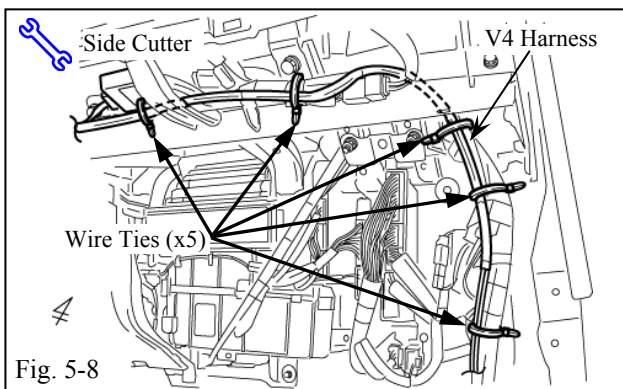 Side Cutter
V4 Harness
Wire Ties (x5)
Fig. 5-8